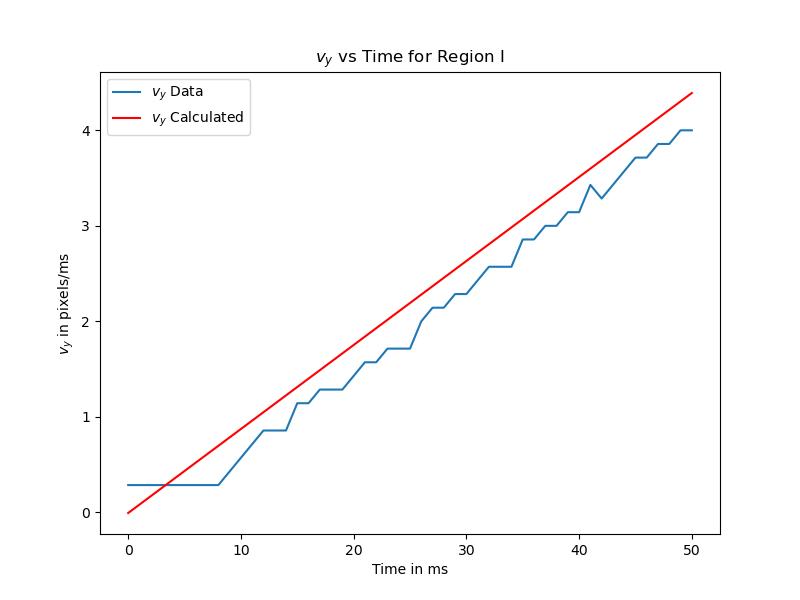 v_y vs Time for Region I
v_y Data
v_y Calculated
v_y in pixels/ms
4
3
2
1
0
0 10 20 30 40 50
Time in ms